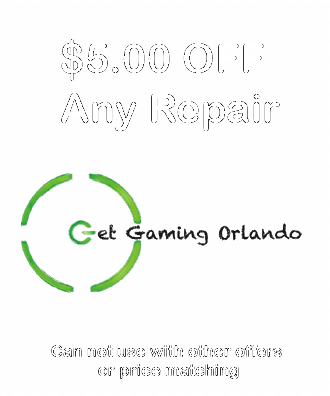 $5.00 OFF
Any Repair
Get Gaming Orlando
Can not use with other offers
or price matching